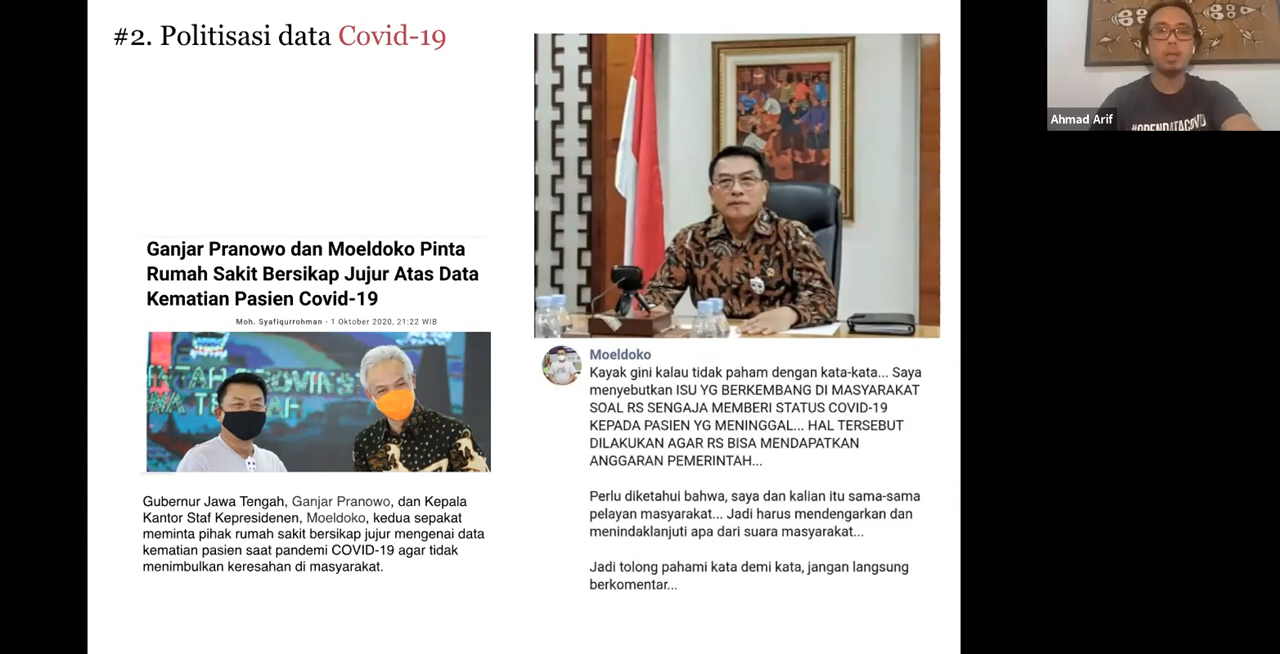 #2. Politisasi data Covid-19
Ganjar Pranowo dan Moeldoko Pinta
Rumah Sakit Bersikap Jujur Atas Data
Kematian Pasien Covid-19
Moh. Syafiqurrohman - 1 Oktober 2020, 21:22 WIB
Gubernur Jawa Tengah, Ganjar Pranowo, dan Kepala
Kantor Staf Kepresidenen, Moeldoko, kedua sepakat
meminta pihak rumah sakit bersikap jujur mengenai data
kematian pasien saat pandemi COVID-19 agar tidak
menimbulkan keresahan di masyarakat.
Moeldoko
Kayak gini kalau tidak paham dengan kata-kata... Saya
menyebutkan ISU YG BERKEMBANG DI MASYARAKAT
SOAL RS SENGAJA MEMBERI STATUS COVID-19
KEPADA PASIEN YG MENINGGAL... HAL TERSEBUT
DILAKUKAN AGAR RS BISA MENDAPATKAN
ANGGARAN PEMERINTAH...
Perlu diketahui bahwa, saya dan kalian itu sama-sama
pelayan masyarakat... Jadi harus mendengarkan dan
menindaklanjuti apa dari suara masyarakat...
Jadi tolong pahami kata demi kata, jangan langsung
berkomentar...
Ahmad Arif
#OPENDATACOVID